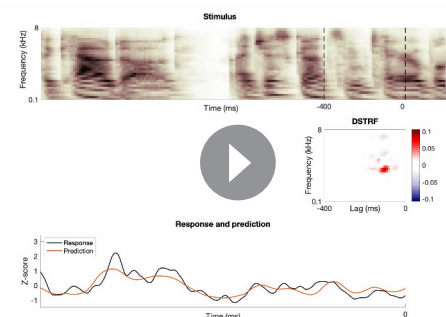 Stimulus
8
Frequency (kHz)
0.1
-400
0
Time (ms)
DSTRF
8
Frequency (kHz)
0.1
-400
Lag (ms)
0
0.1
0.05
0
-0.05
-0.1
Response and prediction
Response
Prediction
Z-score
3
2
1
0
-1
0
Time (ms)